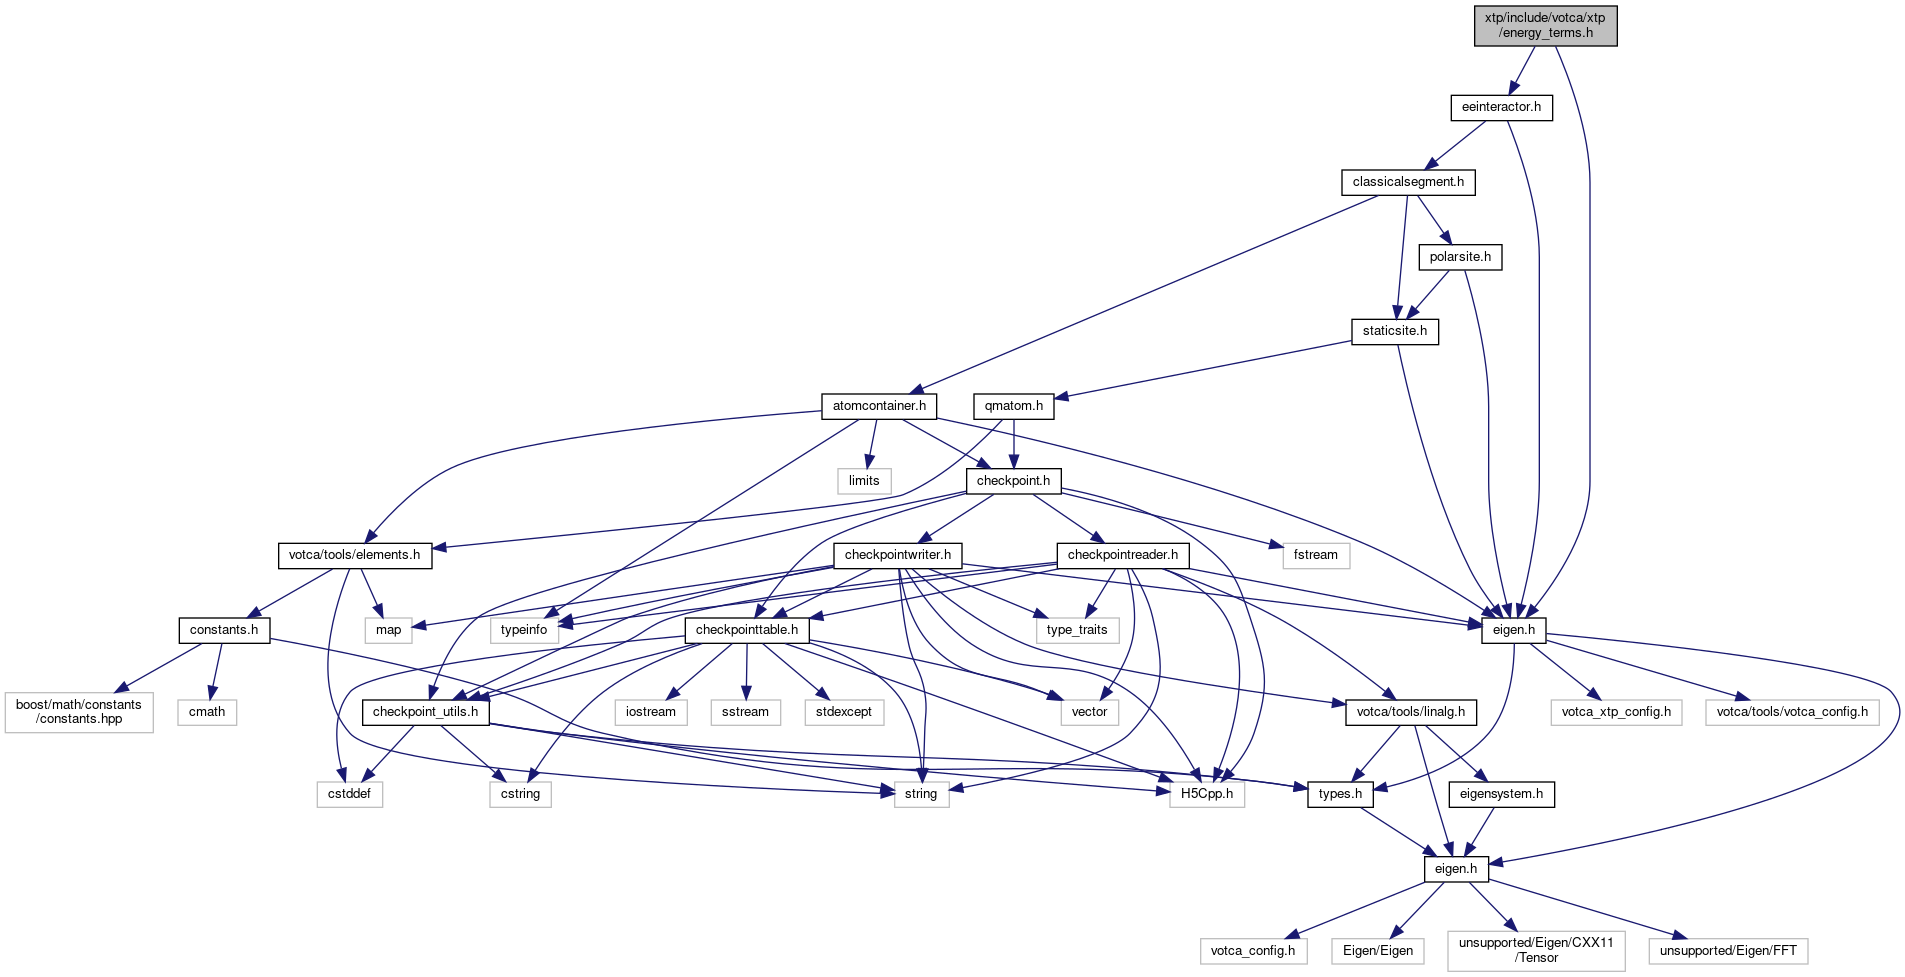 xtp/include/votca/xtp
/energy_terms.h
eeinteractor.h
classicalsegment.h
polarsite.h
staticsite.h
atomcontainer.h
qmatom.h
limits
checkpoint.h
votca/tools/elements.h
checkpointwriter.h
checkpointreader.h
fstream
constants.h
map
typeinfo
checkpointtable.h
type_traits
eigen.h
boost/math/constants
/constants.hpp
cmath
checkpoint_utils.h
iostream
sstream
stdexcept
vector
votca/tools/linalg.h
votca_xtp_config.h
votca/tools/votca_config.h
cstddef
cstring
string
H5Cpp.h
types.h
eigensystem.h
eigen.h
votca_config.h
Eigen/Eigen
unsupported/Eigen/CXX11
/Tensor
unsupported/Eigen/FFT